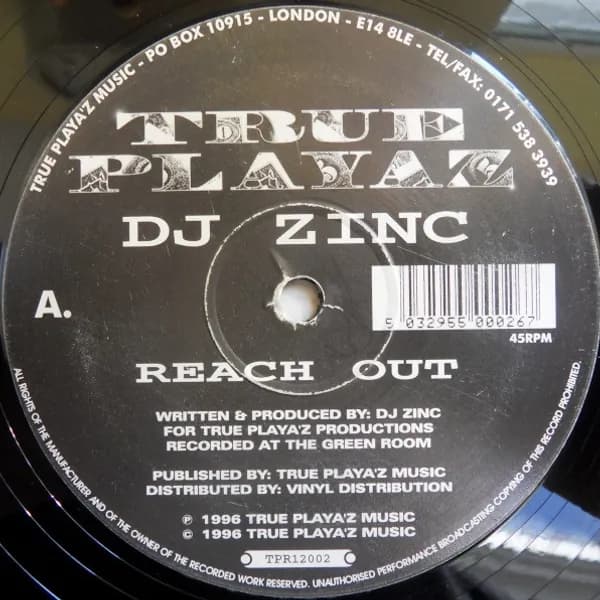 TRUE PLAYA'Z MUSIC - PO BOX 10915 - LONDON - E14 8LE - TEL/FAX: 0171 538 3939
TRUE
PLAYAZ
DJ ZINC
A.
5 032955 000267
45RPM
REACH OUT
WRITTEN & PRODUCED BY: DJ ZINC
FOR TRUE PLAYA'Z PRODUCTIONS
RECORDED AT THE GREEN ROOM
PUBLISHED BY: TRUE PLAYA'Z MUSIC
DISTRIBUTED BY: VINYL DISTRIBUTION
℗ 1996 TRUE PLAYA'Z MUSIC
© 1996 TRUE PLAYA'Z MUSIC
TPR12002
ALL RIGHTS OF THE MANUFACTURER AND OF THE OWNER OF THE RECORDED WORK RESERVED. UNAUTHORISED PERFORMANCE BROADCASTING COPYING OF THIS RECORD PROHIBITED.